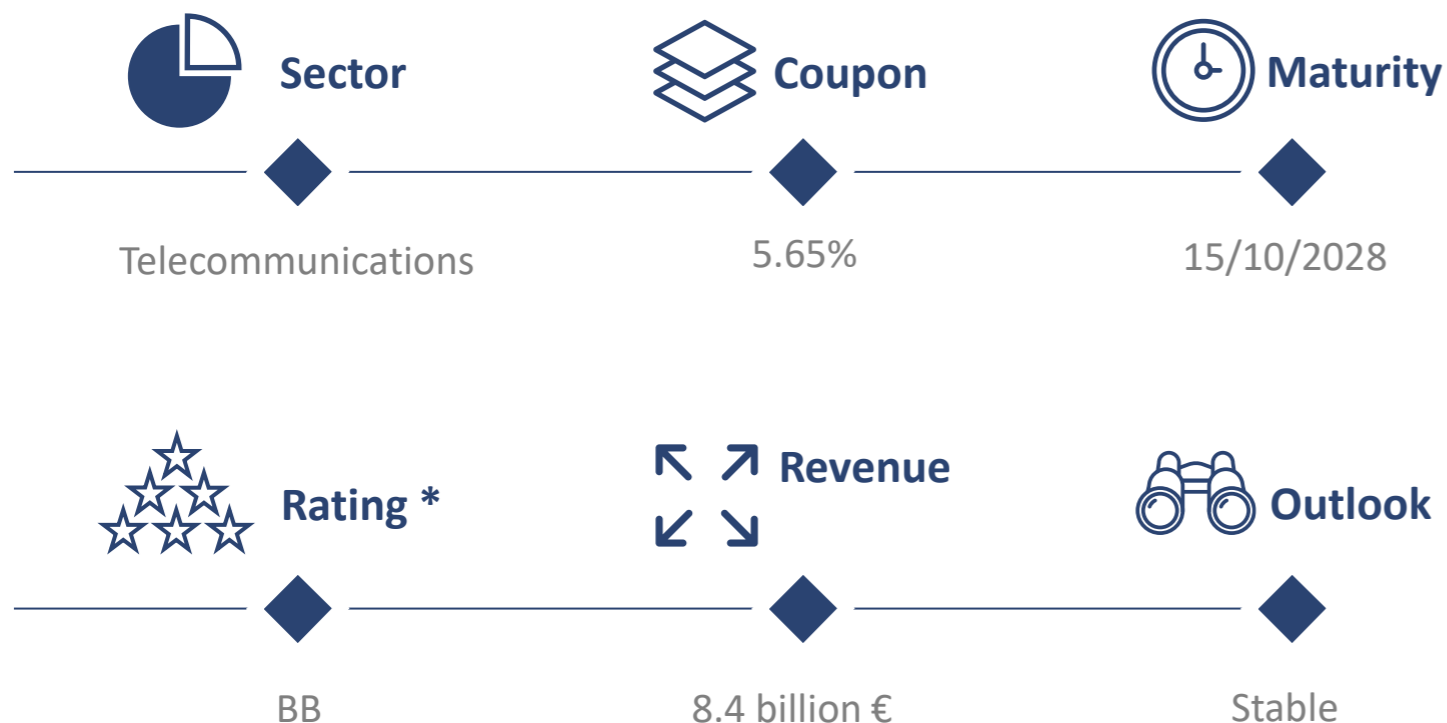 Sector
Coupon
Maturity
Telecommunications
5.65%
15/10/2028
Rating *
Revenue
Outlook
BB
8.4 billion €
Stable